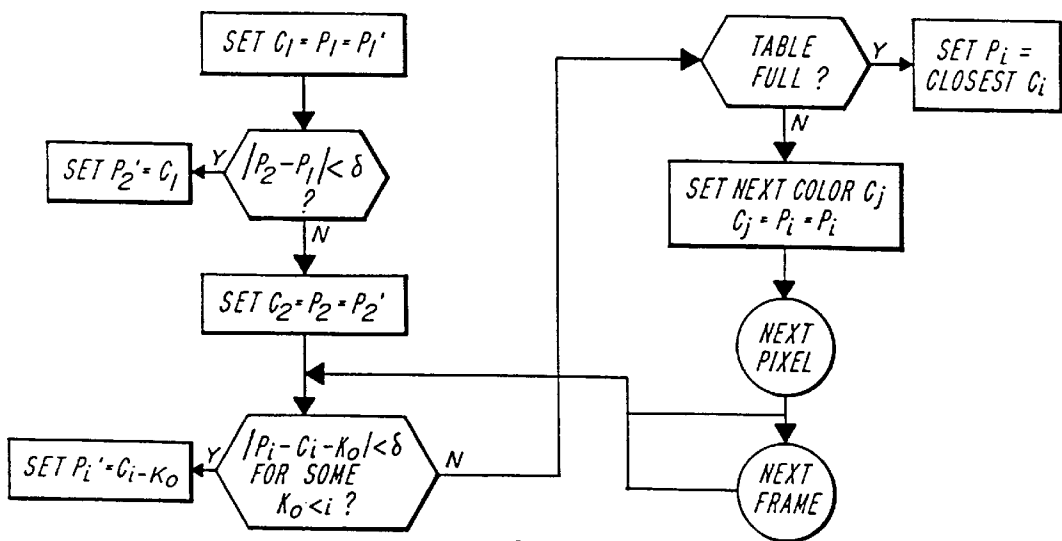 SET C₁ = P₁ = P₁'
|P₂ – P₁| < δ
?
Y
SET P₂' = C₁
N
SET C₂ = P₂ = P₂'
|Pᵢ – Cᵢ – K₀| < δ
FOR SOME
K₀ < i ?
Y
SET Pᵢ' = Cᵢ₋ₖ₀
N
TABLE
FULL ?
Y
SET Pᵢ =
CLOSEST Cᵢ
N
SET NEXT COLOR Cⱼ
Cⱼ = Pᵢ = Pᵢ
NEXT
PIXEL
NEXT
FRAME